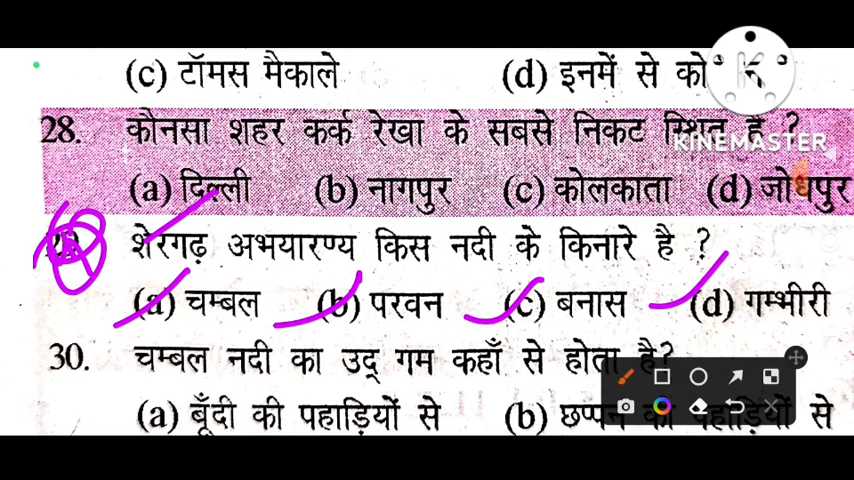 (c) टॉमस मैकाले (d) इनमें से को
28. कौनसा शहर कर्क रेखा के सबसे निकट स्थित है ?
KINEMASTER
(a) दिल्ली (b) नागपुर (c) कोलकाता (d) जोधपुर
शेरगढ़ अभयारण्य किस नदी के किनारे है ?
(a) चम्बल (b) परवन (c) बनास (d) गम्भीरी
30. चम्बल नदी का उद् गम कहाँ से होता है?
(a) बूँदी की पहाड़ियों से (b) छप्पन की पहाड़ियों से